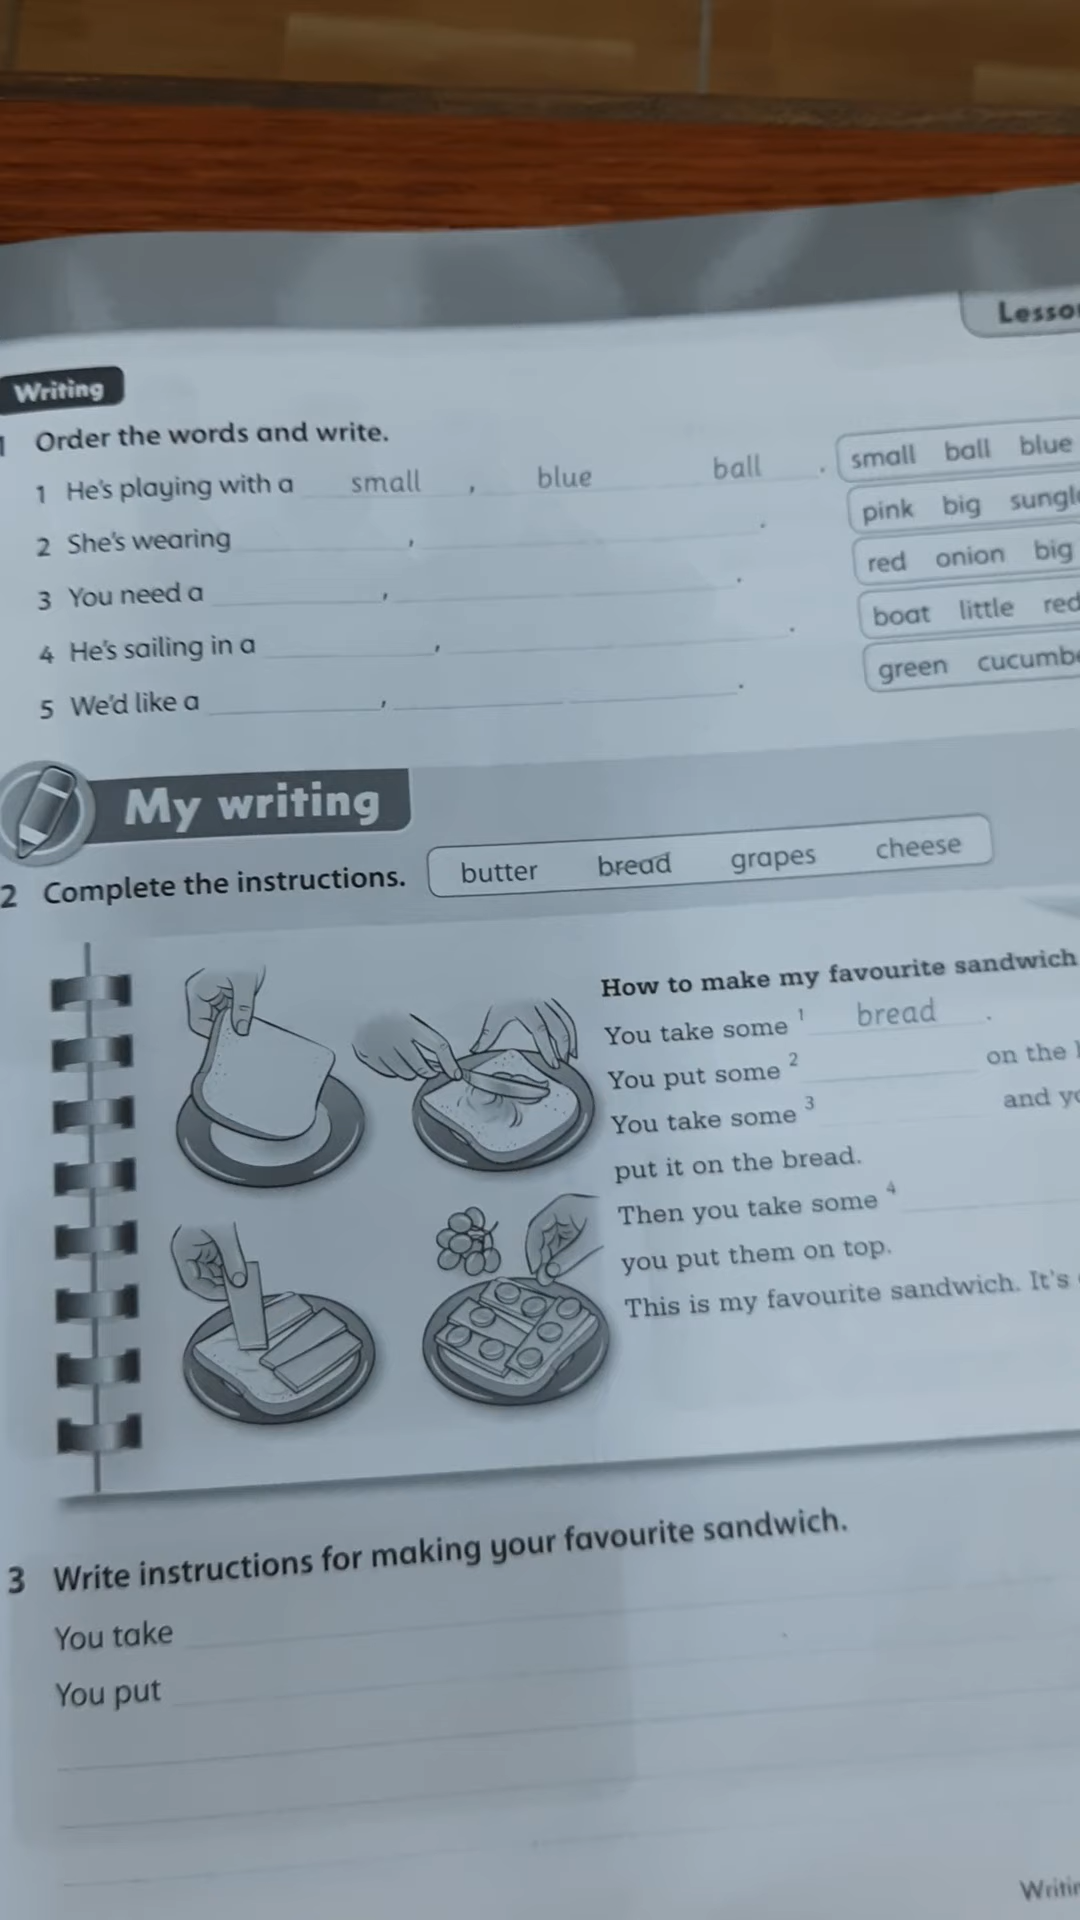 Writing
1 Order the words and write.
1 He's playing with a small, blue ball. small ball blue
2 She's wearing , . pink big
3 You need a , . red onion big
4 He's sailing in a , . boat little red
5 We'd like a , . green
My writing
2 Complete the instructions. butter bread grapes cheese
How to make my favourite sandwich
You take some 1 bread .
You put some 2 on the
You take some 3 and
put it on the bread.
Then you take some 4
you put them on top.
This is my favourite sandwich. It's
3 Write instructions for making your favourite sandwich.
You take
You put